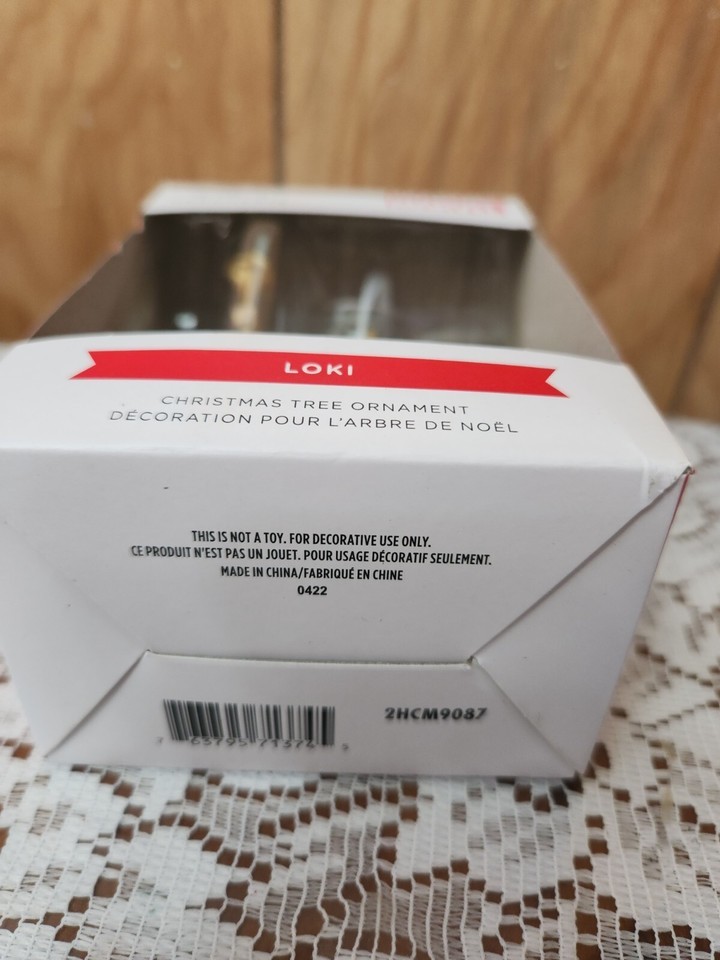 LOKI
CHRISTMAS TREE ORNAMENT
DÉCORATION POUR L'ARBRE DE NOËL
THIS IS NOT A TOY. FOR DECORATIVE USE ONLY.
CE PRODUIT N'EST PAS UN JOUET. POUR USAGE DÉCORATIF SEULEMENT.
MADE IN CHINA/FABRIQUÉ EN CHINE
0422
2HCM9087